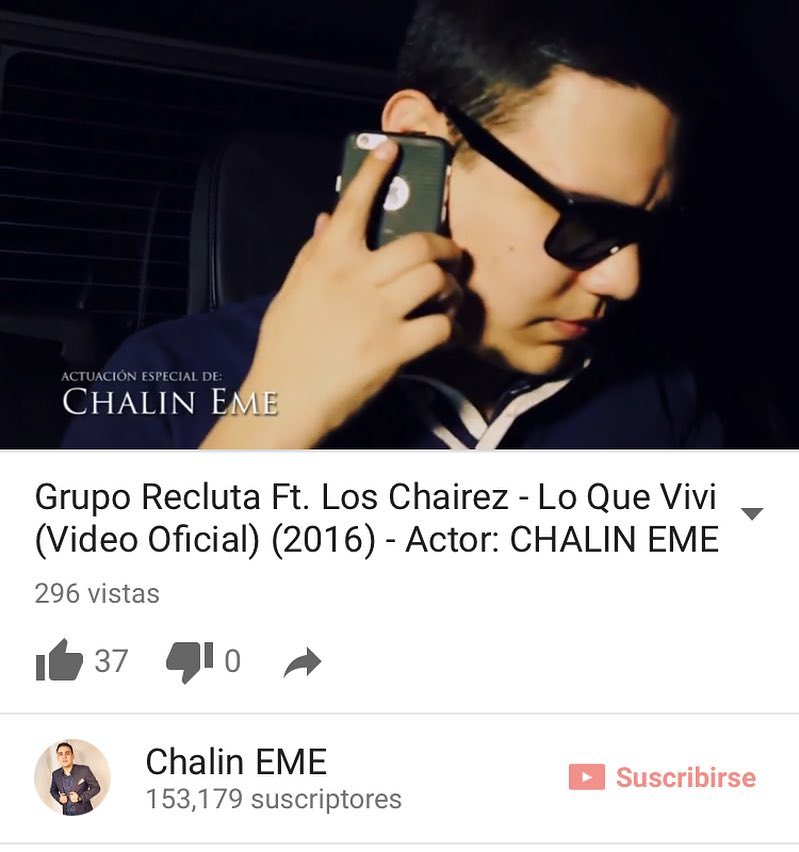 ACTUACIÓN ESPECIAL DE:
CHALIN EME
Grupo Recluta Ft. Los Chairez - Lo Que Vivi
(Video Oficial) (2016) - Actor: CHALIN EME
296 vistas
37 0
Chalin EME
153,179 suscriptores
Suscribirse